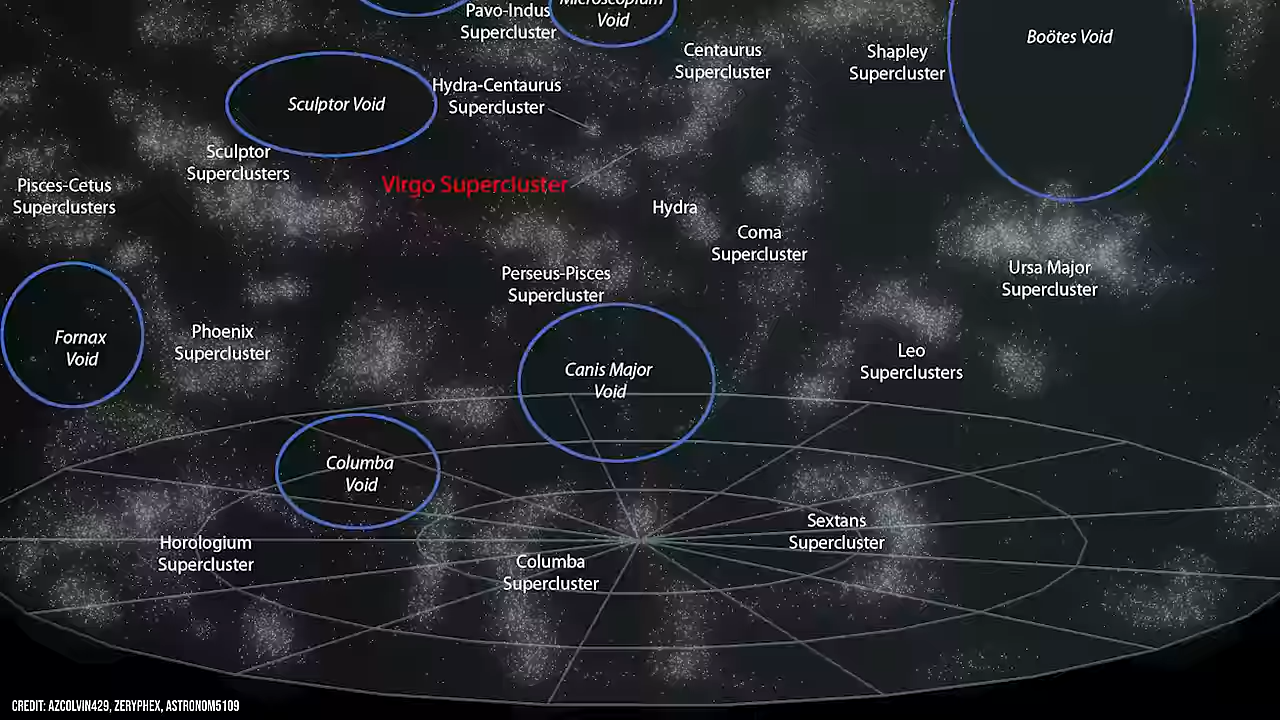 Pavo-Indus
Supercluster
Microscopium
Void
Centaurus
Supercluster
Shapley
Supercluster
Boötes Void
Sculptor Void
Hydra-Centaurus
Supercluster
Sculptor
Superclusters
Pisces-Cetus
Superclusters
Virgo Supercluster
Hydra
Coma
Supercluster
Perseus-Pisces
Supercluster
Ursa Major
Supercluster
Fornax
Void
Phoenix
Supercluster
Canis Major
Void
Leo
Superclusters
Columba
Void
Horologium
Supercluster
Columba
Supercluster
Sextans
Supercluster
CREDIT: AZCOLVIN429, ZERYPHEX, ASTRONOM5109